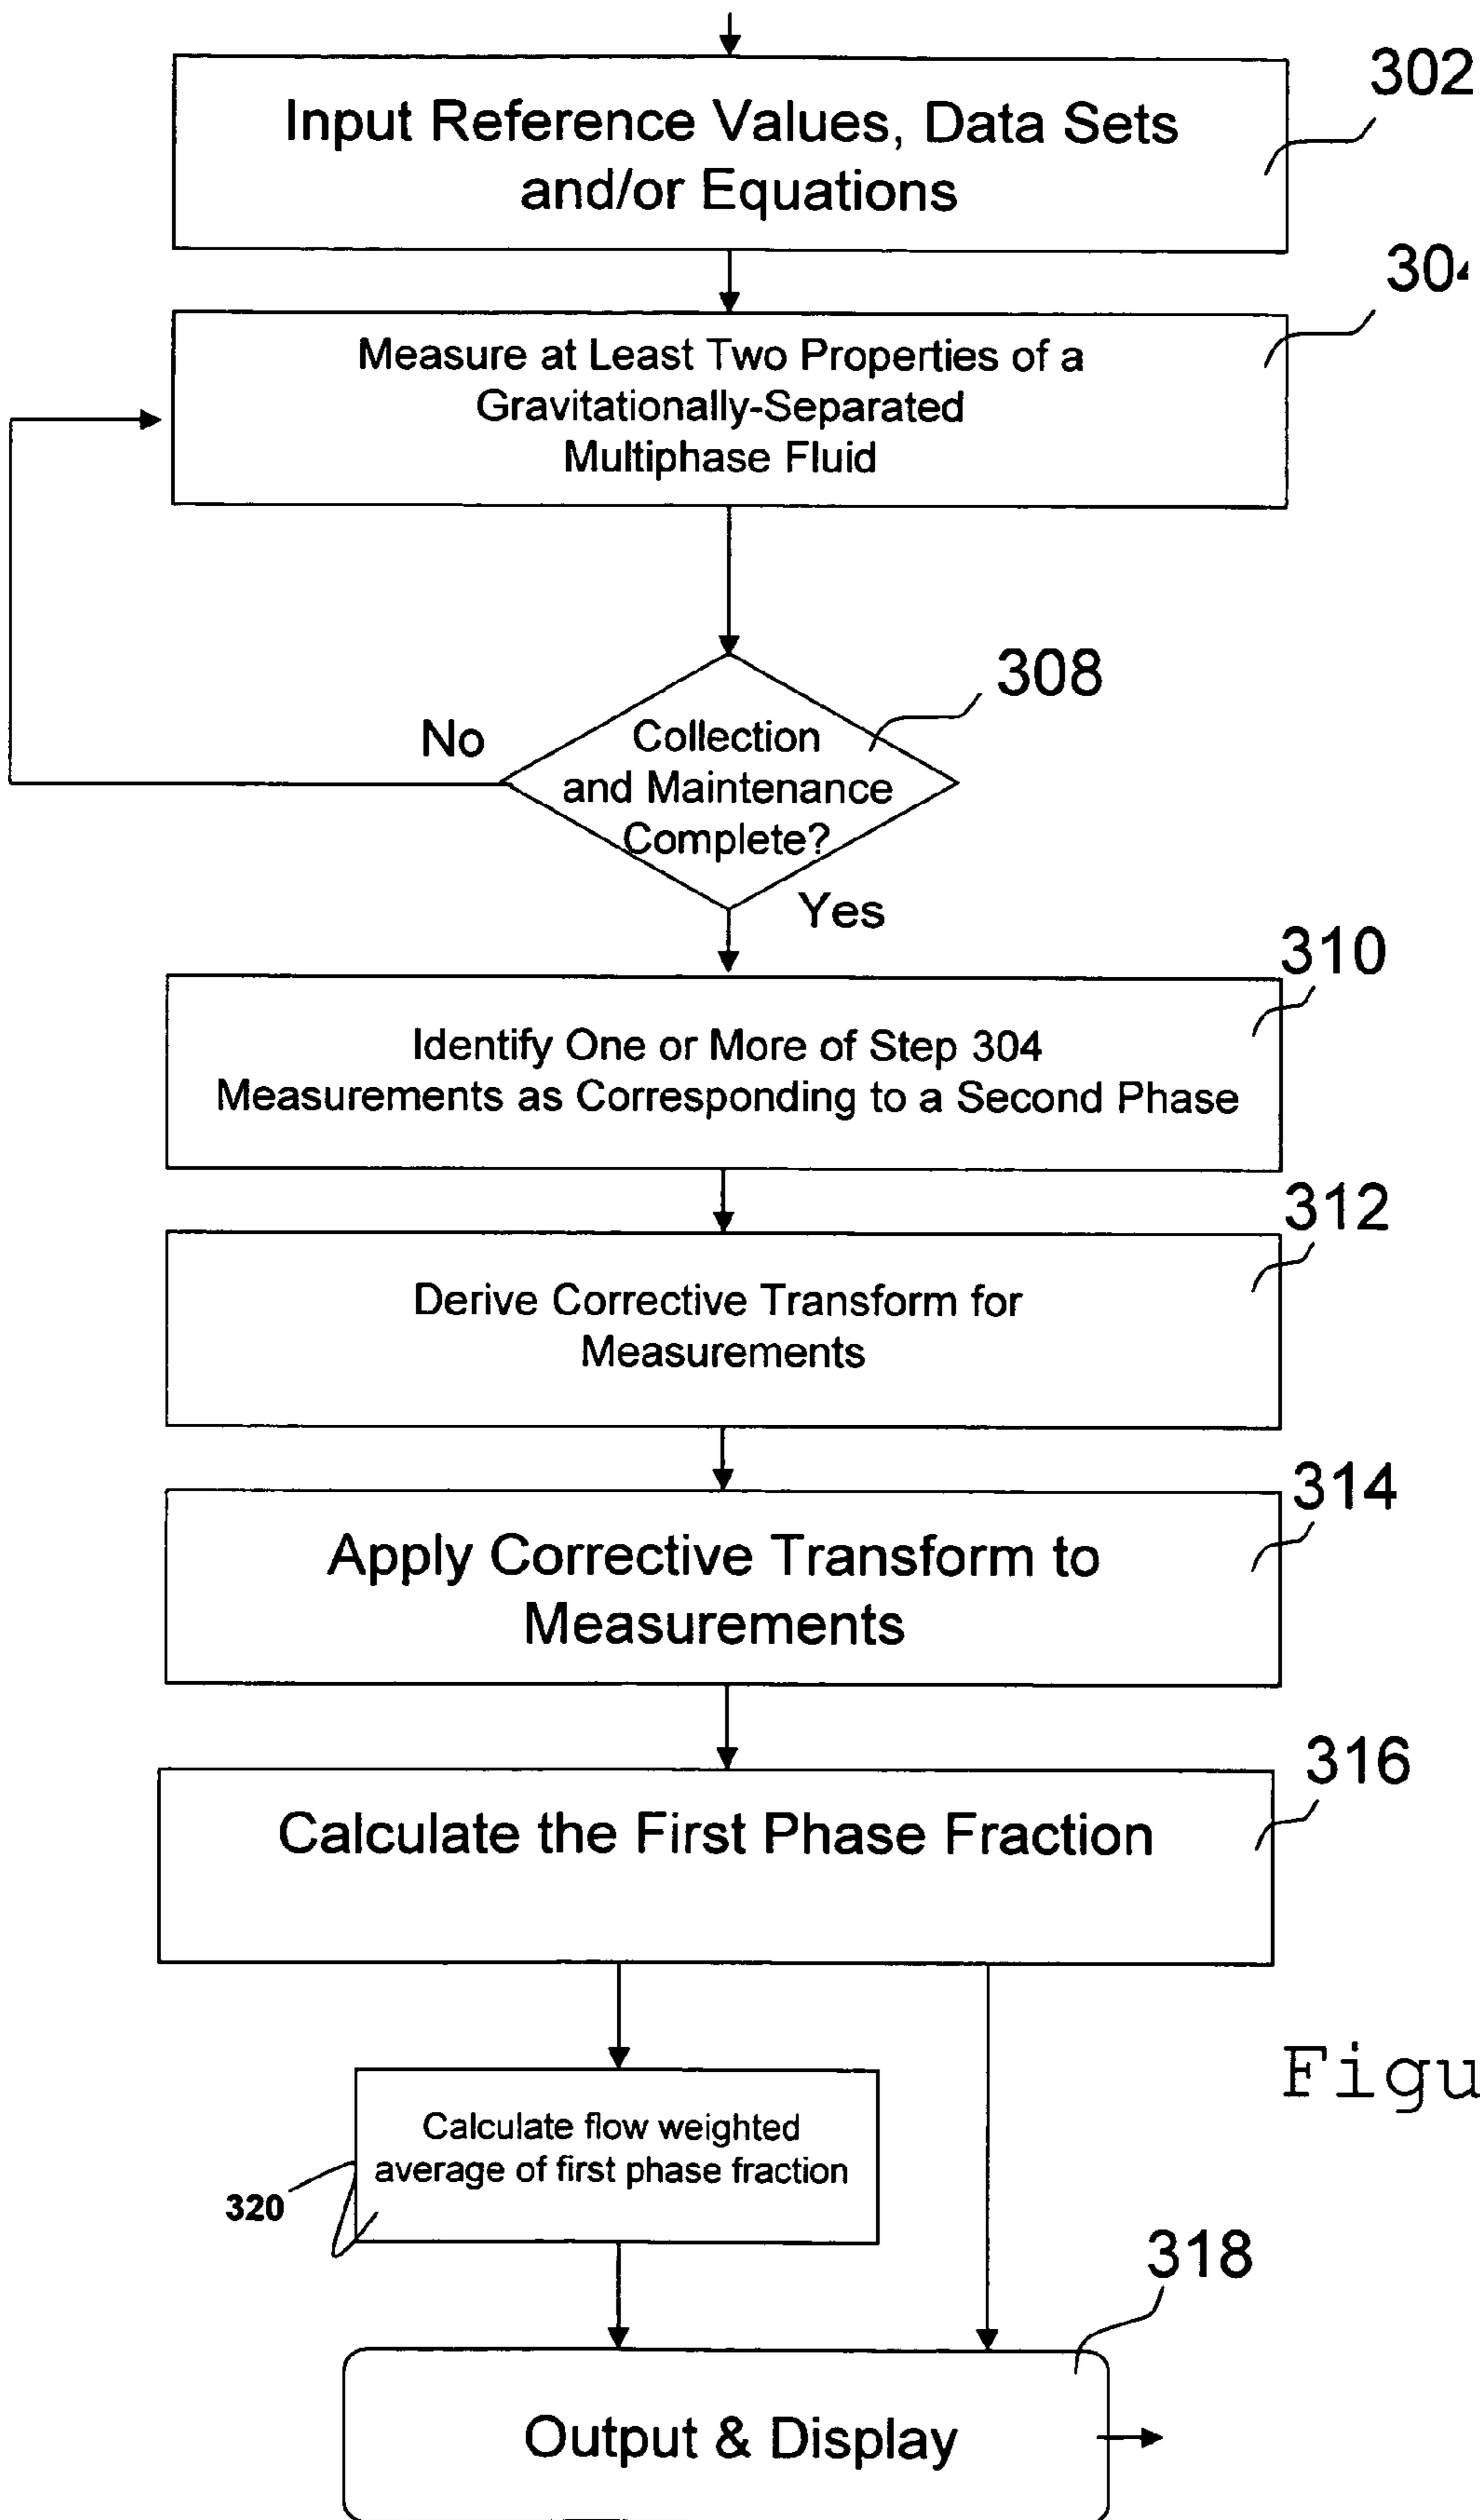 302
Input Reference Values, Data Sets
and/or Equations
Measure at Least Two Properties of a
Gravitationally-Separated
Multiphase Fluid
308
No
Collection
and Maintenance
Complete?
Yes
310
Identify One or More of Step 304
Measurements as Corresponding to a Second Phase
312
Derive Corrective Transform for
Measurements
314
Apply Corrective Transform to
Measurements
316
Calculate the First Phase Fraction
Calculate flow weighted
average of first phase fraction
320
318
Output & Display